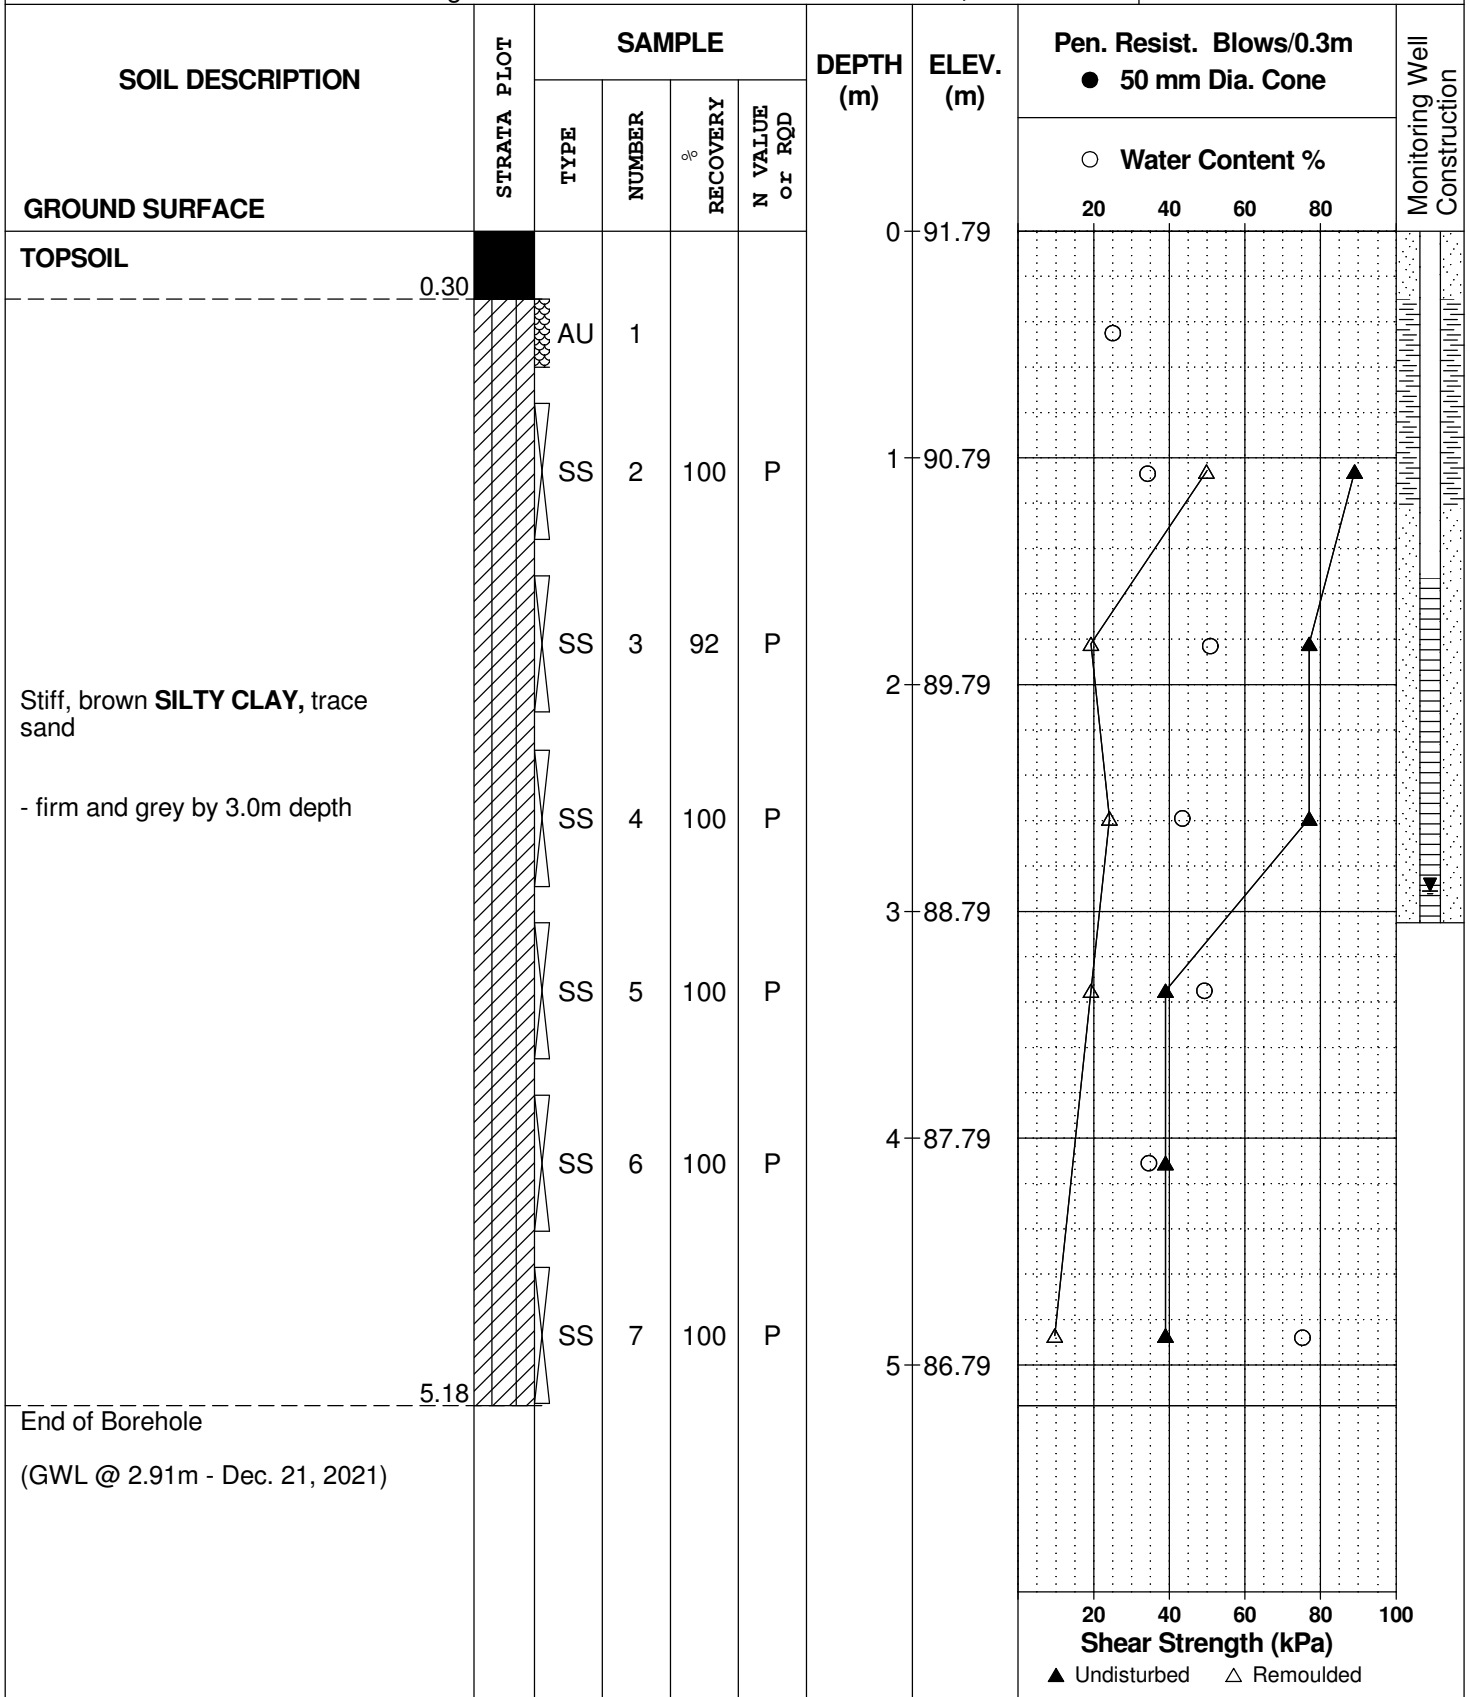 SOIL DESCRIPTION
GROUND SURFACE
STRATA PLOT
SAMPLE
TYPE
NUMBER
%
RECOVERY
N VALUE
or RQD
DEPTH
(m)
ELEV.
(m)
Pen. Resist. Blows/0.3m
● 50 mm Dia. Cone
○ Water Content %
20 40 60 80
Monitoring Well
Construction
0 91.79
TOPSOIL
0.30
AU 1
1 90.79
SS 2 100 P
SS 3 92 P
2 89.79
Stiff, brown SILTY CLAY, trace
sand
- firm and grey by 3.0m depth
SS 4 100 P
3 88.79
SS 5 100 P
4 87.79
SS 6 100 P
SS 7 100 P
5 86.79
5.18
End of Borehole
(GWL @ 2.91m - Dec. 21, 2021)
20 40 60 80 100
Shear Strength (kPa)
▲ Undisturbed △ Remoulded